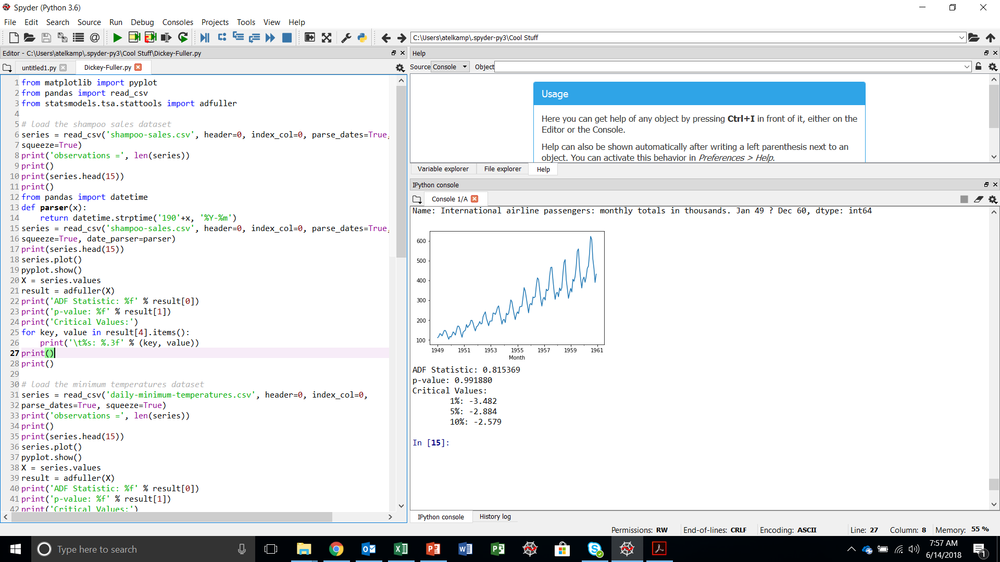 Spyder (Python 3.6)
File Edit Search Source Run Debug Consoles Projects Tools View Help
C:\Users\atelkamp\.spyder-py3\Cool Stuff
Editor - C:\Users\atelkamp\.spyder-py3\Cool Stuff\Dickey-Fuller.py
untitled1.py Dickey-Fuller.py
1 from matplotlib import pyplot
2 from pandas import read_csv
3 from statsmodels.tsa.stattools import adfuller
4
5 # load the shampoo sales dataset
6 series = read_csv('shampoo-sales.csv', header=0, index_col=0, parse_dates=True,
7 squeeze=True)
8 print('observations =', len(series))
9 print()
10 print(series.head(15))
11 print()
12 from pandas import datetime
13 def parser(x):
14     return datetime.strptime('190'+x, '%Y-%m')
15 series = read_csv('shampoo-sales.csv', header=0, index_col=0, parse_dates=True,
16 squeeze=True, date_parser=parser)
17 print(series.head(15))
18 series.plot()
19 pyplot.show()
20 X = series.values
21 result = adfuller(X)
22 print('ADF Statistic: %f' % result[0])
23 print('p-value: %f' % result[1])
24 print('Critical Values:')
25 for key, value in result[4].items():
26     print('\t%s: %.3f' % (key, value))
27 print()
28 print()
29
30 # load the minimum temperatures dataset
31 series = read_csv('daily-minimum-temperatures.csv', header=0, index_col=0,
32 parse_dates=True, squeeze=True)
33 print('observations =', len(series))
34 print()
35 print(series.head(15))
36 series.plot()
37 pyplot.show()
38 X = series.values
39 result = adfuller(X)
40 print('ADF Statistic: %f' % result[0])
41 print('p-value: %f' % result[1])
42 print('Critical Values:')
Help
Source Console Object
Usage
Here you can get help of any object by pressing Ctrl+I in front of it, either on the
Editor or the Console.
Help can also be shown automatically after writing a left parenthesis next to an
object. You can activate this behavior in Preferences > Help.
Variable explorer File explorer Help
IPython console
Console 1/A
Name: International airline passengers: monthly totals in thousands. Jan 49 ? Dec 60, dtype: int64
600
500
400
300
200
100
1949 1951 1953 1955 1957 1959 1961
Month
ADF Statistic: 0.815369
p-value: 0.991880
Critical Values:
1%: -3.482
5%: -2.884
10%: -2.579
In [15]:
IPython console History log
Permissions: RW End-of-lines: CRLF Encoding: ASCII Line: 27 Column: 8 Memory: 55 %
Type here to search
7:57 AM
6/14/2018
1